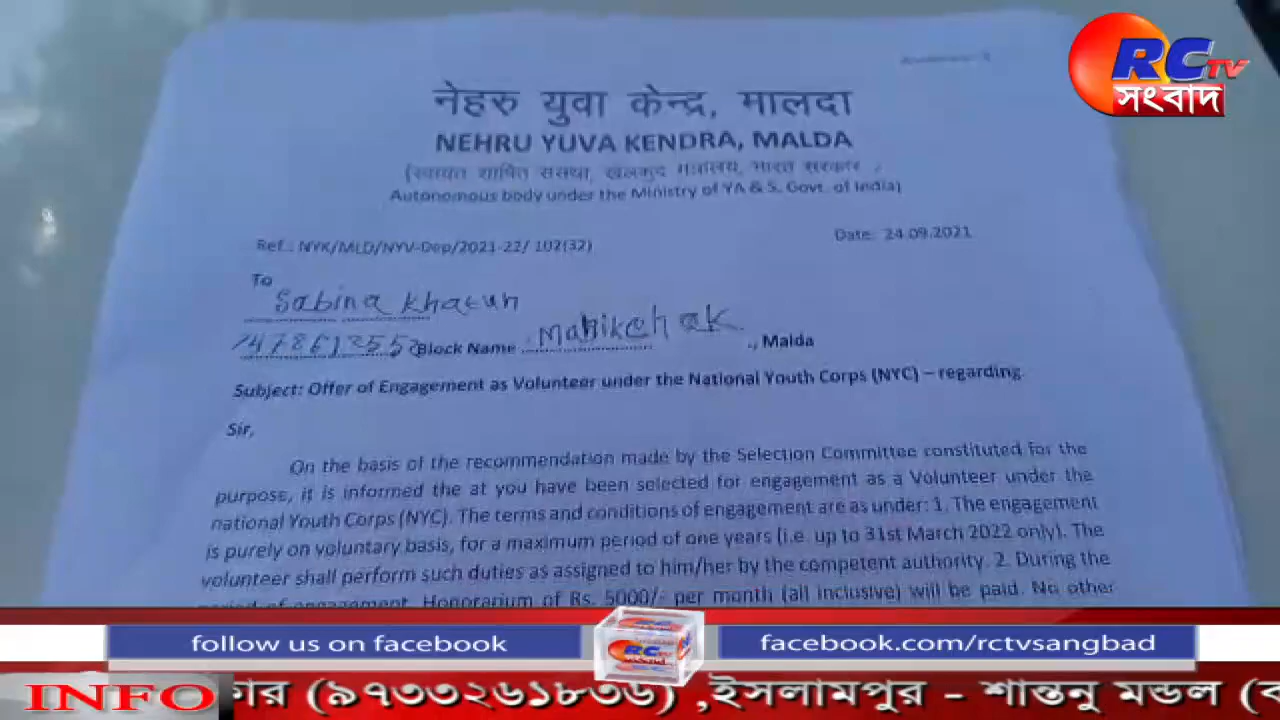 RCTV
সংবাদ
नेहरु युवा केन्द्र, मालदा
NEHRU YUVA KENDRA, MALDA
Autonomous body under the Ministry of YA & S. Govt. of India)
Ref.: NYK/MLD/NYV-Dep/2021-22/ 102(32)
Date: 24.09.2021
To
Sabina Khatun
Block Name Manikchak., Malda
Subject: Offer of Engagement as Volunteer under the National Youth Corps (NYC) – regarding.
Sir,
On the basis of the recommendation made by the Selection Committee constituted for the
purpose, it is informed the at you have been selected for engagement as a Volunteer under the
national Youth Corps (NYC). The terms and conditions of engagement are as under: 1. The engagement
is purely on voluntary basis, for a maximum period of one years (i.e. up to 31st March 2022 only). The
volunteer shall perform such duties as assigned to him/her by the competent authority. 2. During the
period of engagement, Honorarium of Rs. 5000/- per month (all inclusive) will be paid. No other
follow us on facebook
RCTV
সংবাদ
facebook.com/rctvsangbad
INFO
কার (৯৭৩৩২৬১৮৩৬) ,ইসলামপুর - শান্তনু মন্ডল (ব